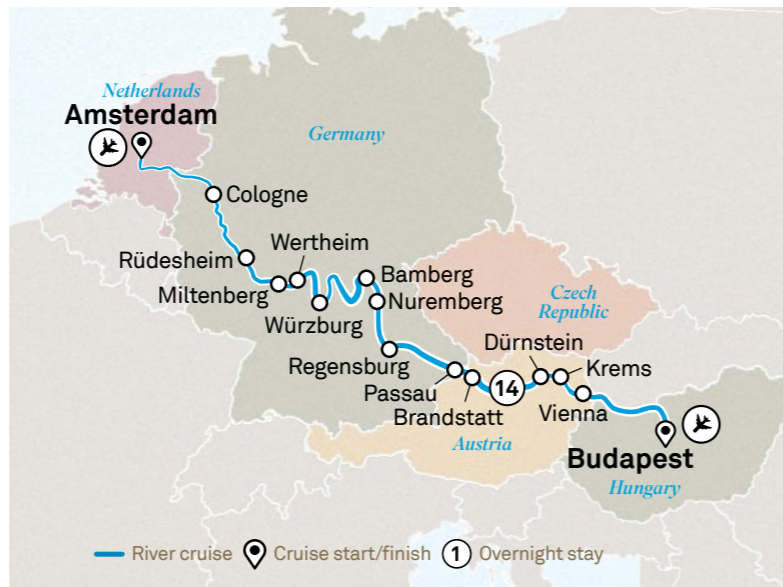 Netherlands
Amsterdam
Germany
Cologne
Wertheim
Rüdesheim
Bamberg
Miltenberg
Nuremberg
Czech
Republic
Würzburg
Dürnstein
Regensburg
Krems
Passau
14
Brandstatt
Vienna
Austria
Budapest
Hungary
River cruise
Cruise start/finish
1
Overnight stay